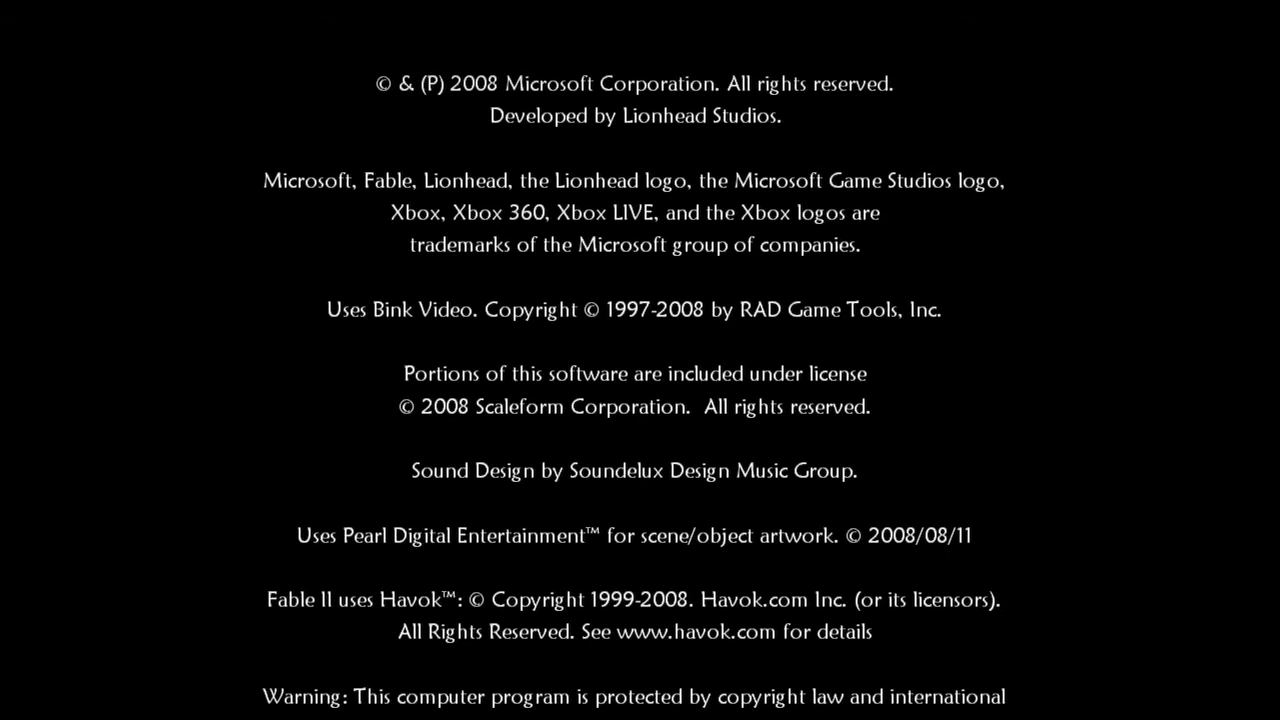 © & (P) 2008 Microsoft Corporation. All rights reserved.
Developed by Lionhead Studios.
Microsoft, Fable, Lionhead, the Lionhead logo, the Microsoft Game Studios logo,
Xbox, Xbox 360, Xbox LIVE, and the Xbox logos are
trademarks of the Microsoft group of companies.
Uses Bink Video. Copyright © 1997-2008 by RAD Game Tools, Inc.
Portions of this software are included under license
© 2008 Scaleform Corporation.  All rights reserved.
Sound Design by Soundelux Design Music Group.
Uses Pearl Digital Entertainment™ for scene/object artwork. © 2008/08/11
Fable II uses Havok™: © Copyright 1999-2008. Havok.com Inc. (or its licensors).
All Rights Reserved. See www.havok.com for details
Warning: This computer program is protected by copyright law and international